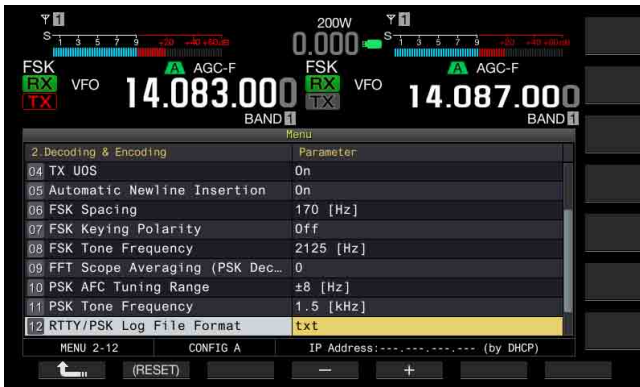 1 200W 1
S 1 3 5 7 9 +20 +40 +60dB 0.000 S 1 3 5 7 9 +20 +40 +60dB
FSK A AGC-F FSK A AGC-F
RX VFO 14.083.000 RX VFO 14.087.000
TX TX
BAND 1 BAND 1
Menu
2.Decoding & Encoding Parameter
04 TX UOS On
05 Automatic Newline Insertion On
06 FSK Spacing 170 [Hz]
07 FSK Keying Polarity Off
08 FSK Tone Frequency 2125 [Hz]
09 FFT Scope Averaging (PSK Dec... 0
10 PSK AFC Tuning Range ±8 [Hz]
11 PSK Tone Frequency 1.5 [kHz]
12 RTTY/PSK Log File Format txt
MENU 2-12 CONFIG A IP Address:---.---.---.--- (by DHCP)
(RESET) − +